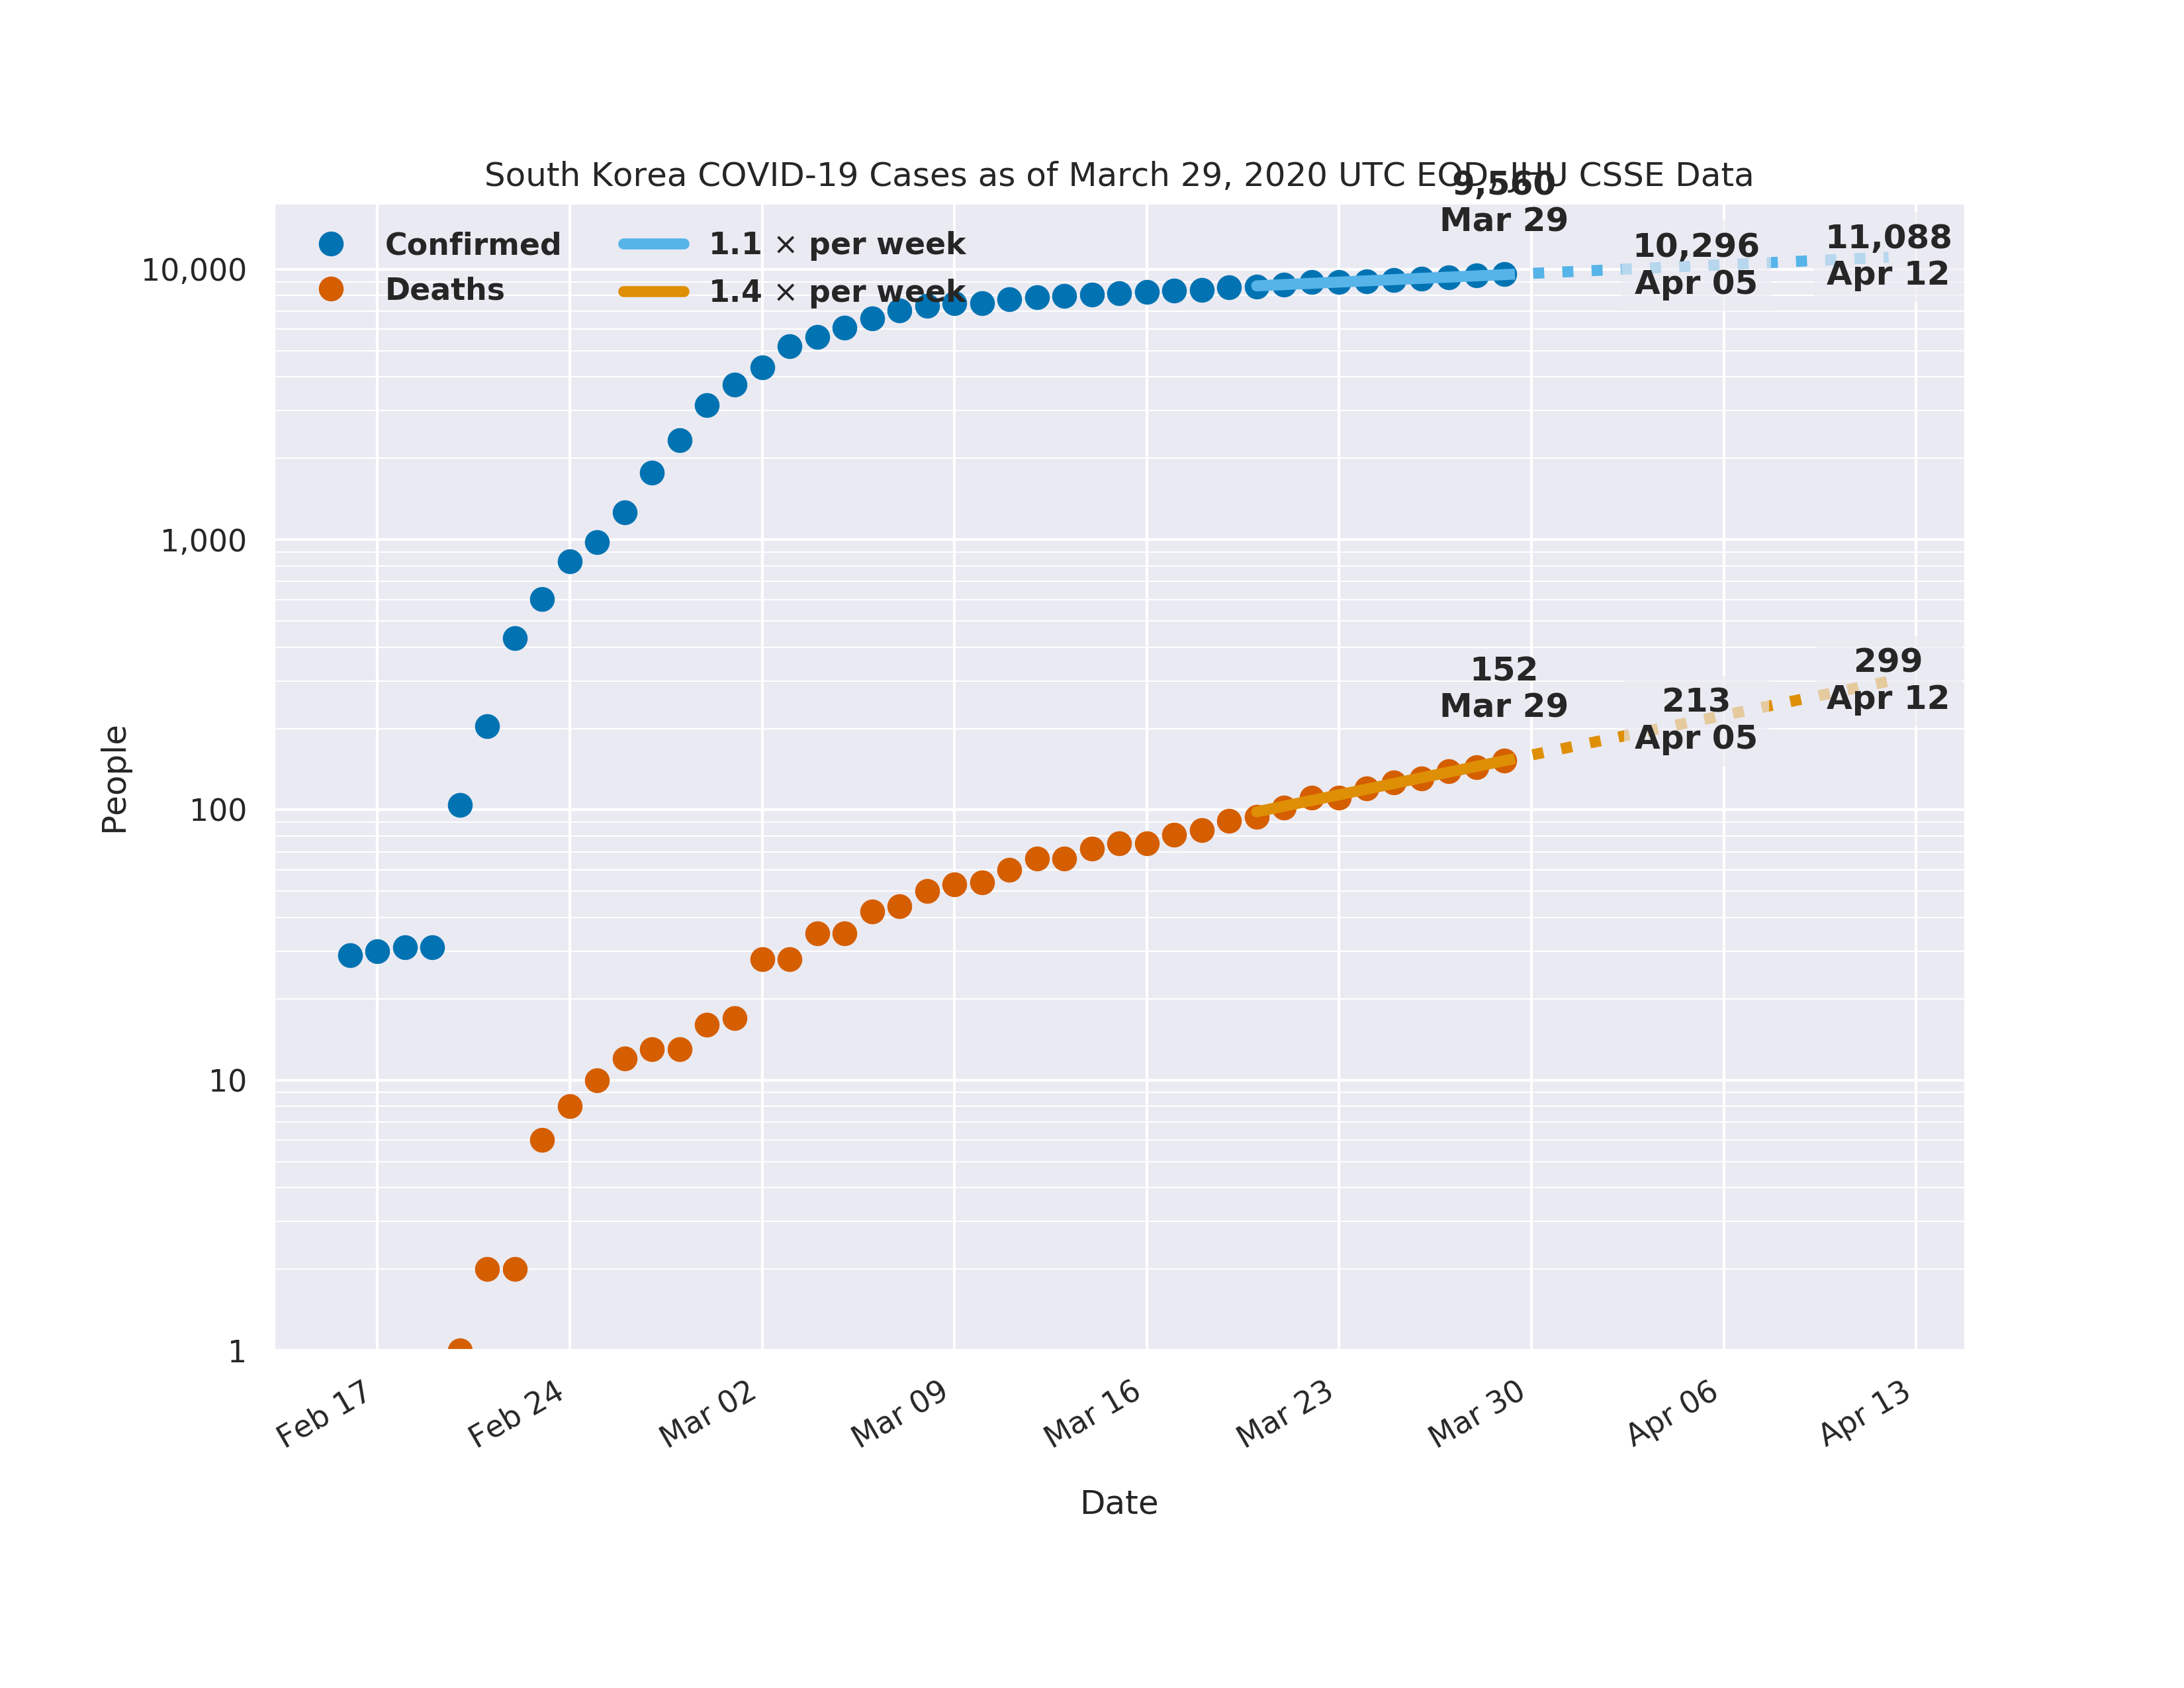 South Korea COVID-19 Cases as of March 29, 2020 UTC EOD, JHU CSSE Data
9,560
Mar 29
10,296
Apr 05
11,088
Apr 12
Confirmed
Deaths
1.1 × per week
1.4 × per week
152
Mar 29
213
Apr 05
299
Apr 12
People
10,000
1,000
100
10
1
Feb 17
Feb 24
Mar 02
Mar 09
Mar 16
Mar 23
Mar 30
Apr 06
Apr 13
Date